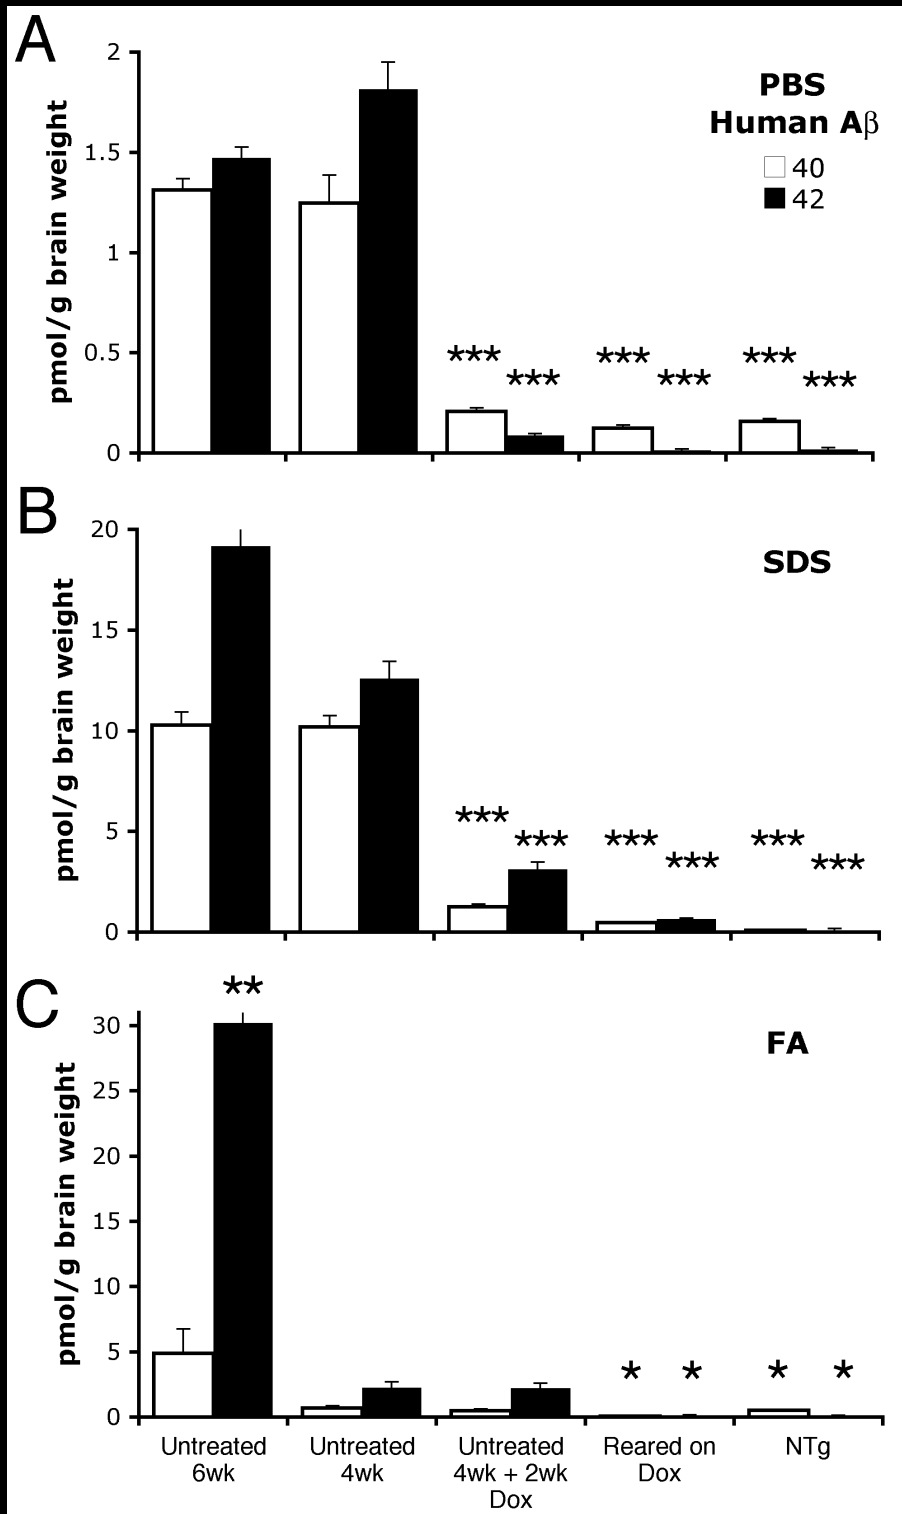 A
PBS
Human Aβ
40
42
pmol/g brain weight
2
1.5
1
0.5
0
*** *** *** *** *** ***
B
SDS
pmol/g brain weight
20
15
10
5
0
*** *** *** *** *** ***
C
FA
pmol/g brain weight
30
25
20
15
10
5
0
**
* * * *
Untreated
6wk
Untreated
4wk
Untreated
4wk + 2wk
Dox
Reared on
Dox
NTg